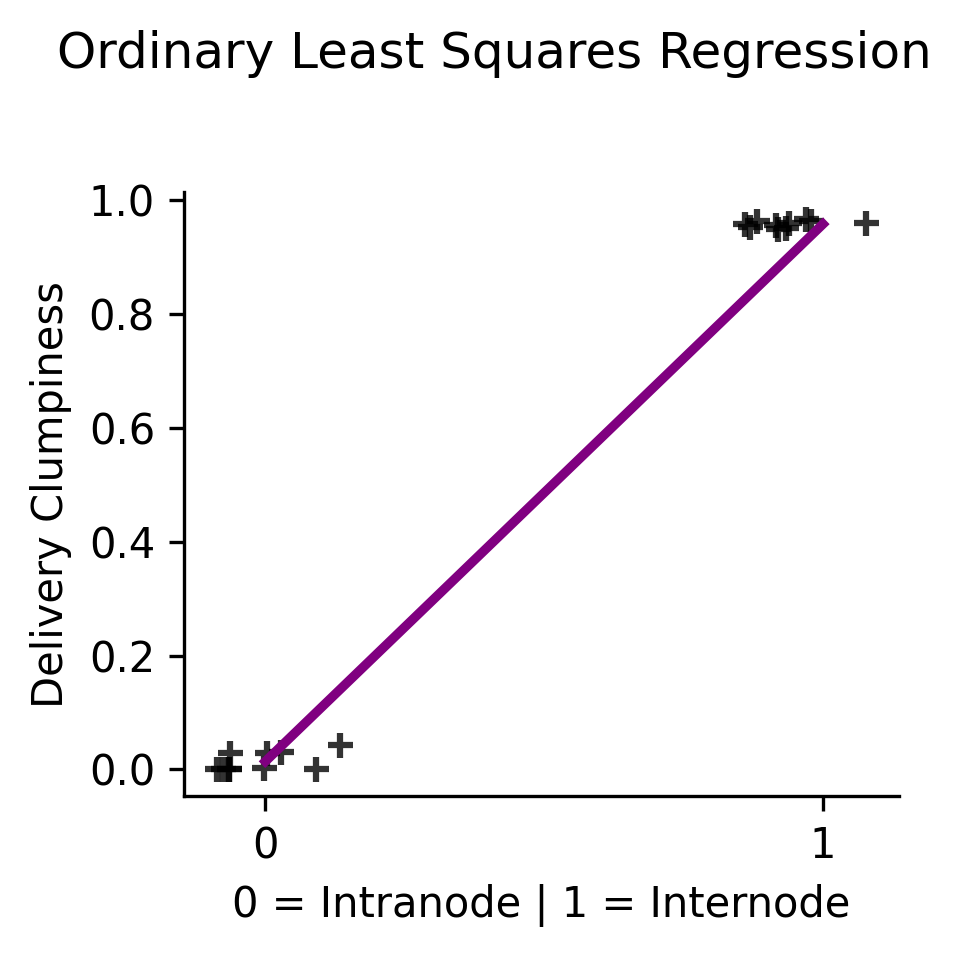 Ordinary Least Squares Regression
Delivery Clumpiness
1.0
0.8
0.6
0.4
0.2
0.0
0
1
0 = Intranode | 1 = Internode